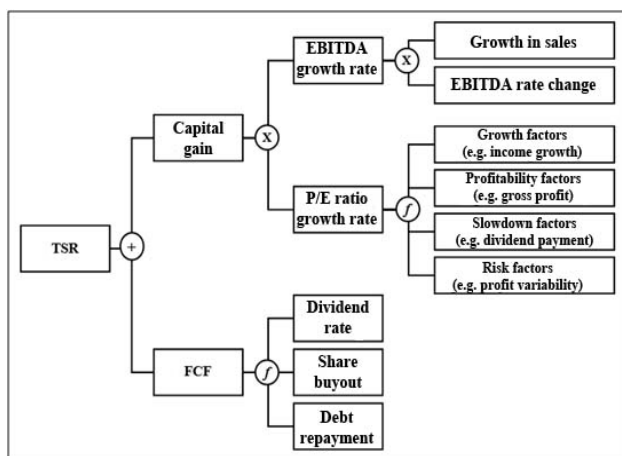 EBITDA
growth rate
X
Growth in sales
EBITDA rate change
Capital
gain
X
P/E ratio
growth rate
f
Growth factors
(e.g. income growth)
Profitability factors
(e.g. gross profit)
Slowdown factors
(e.g. dividend payment)
Risk factors
(e.g. profit variability)
TSR
+
FCF
f
Dividend
rate
Share
buyout
Debt
repayment